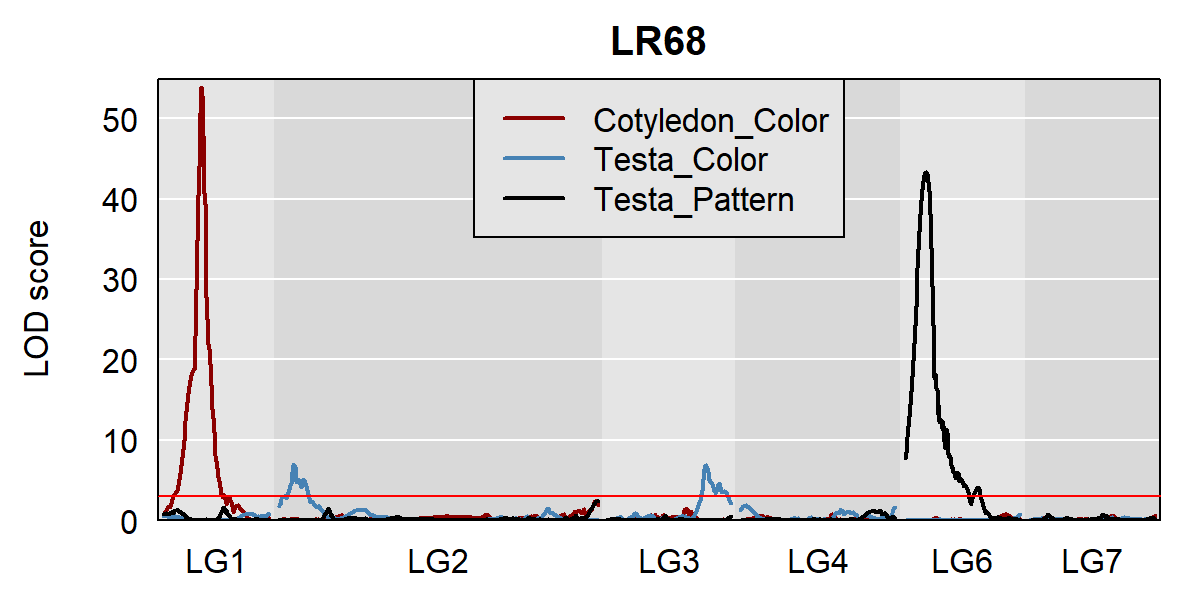 LR68
Cotyledon_Color
Testa_Color
Testa_Pattern
LOD score
50
40
30
20
10
0
LG1 LG2 LG3 LG4 LG6 LG7